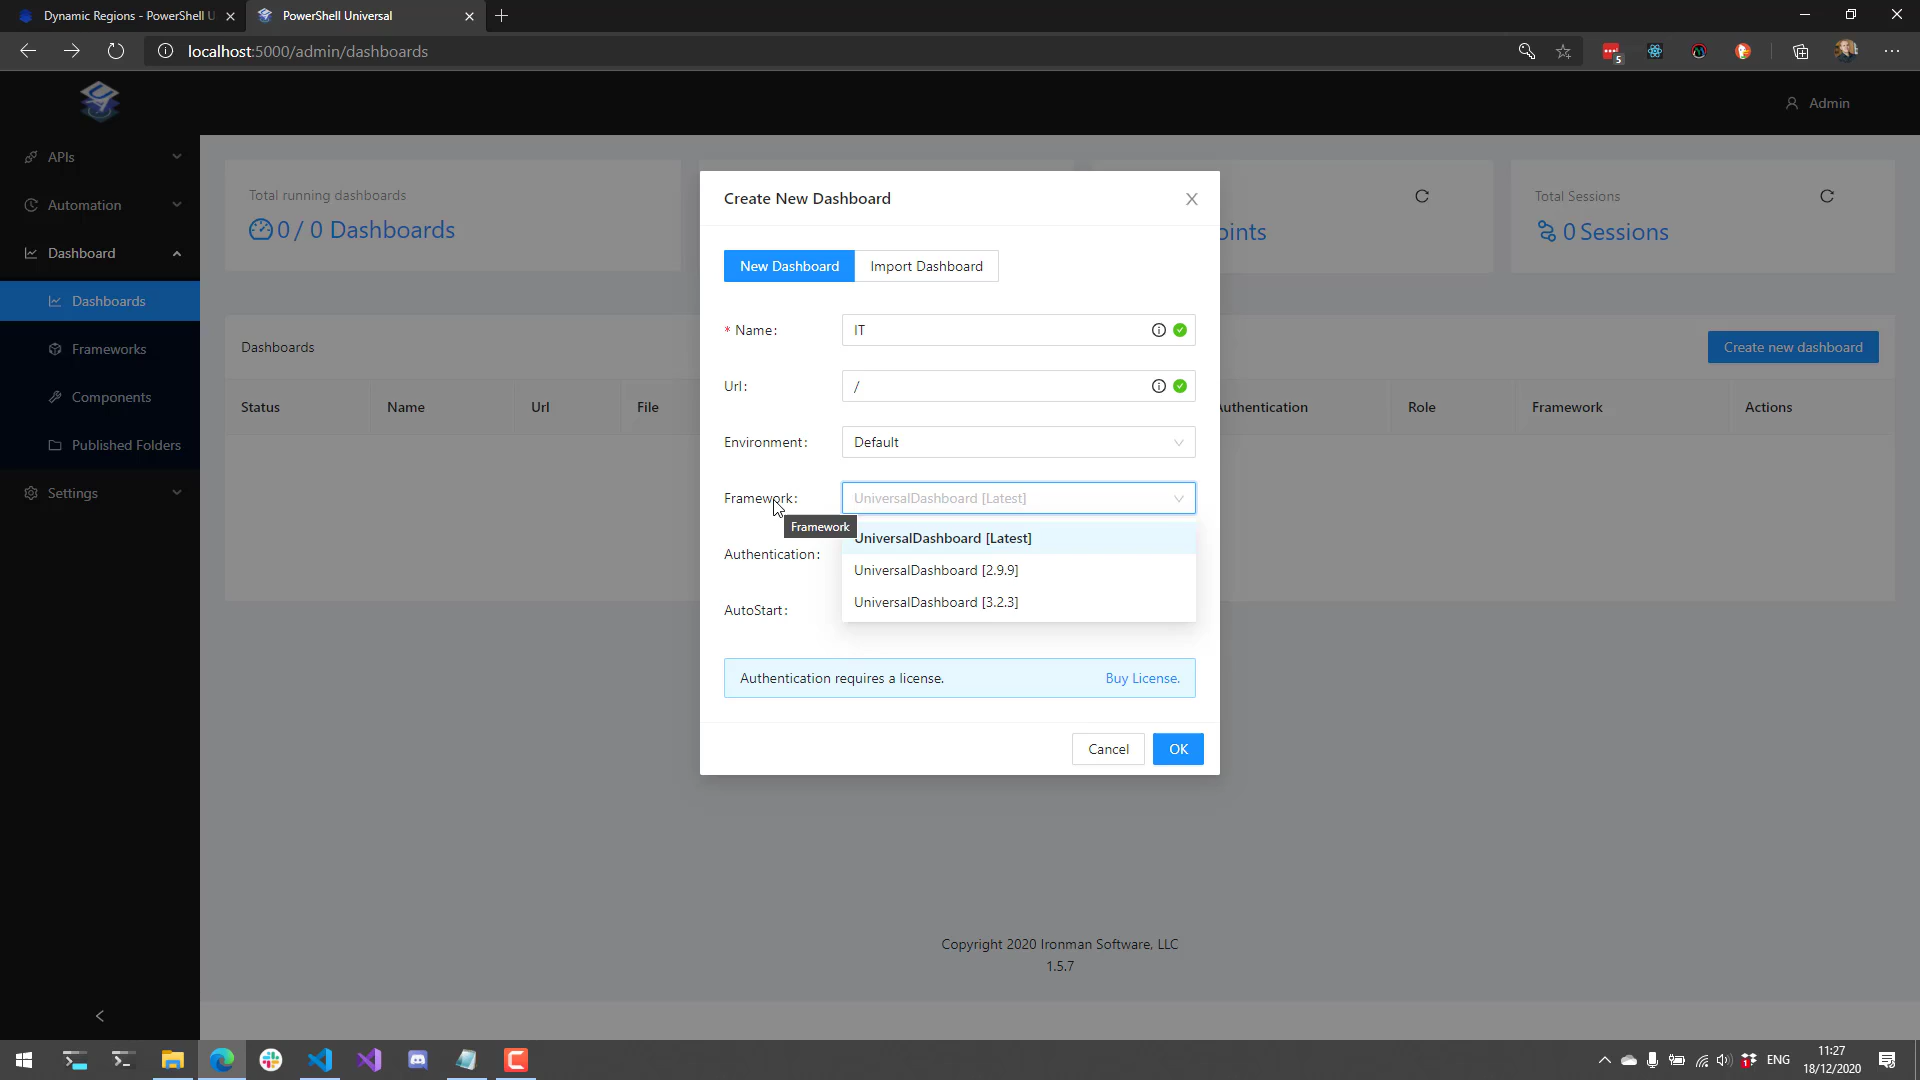 Dynamic Regions - PowerShell U
PowerShell Universal
localhost:5000/admin/dashboards
5
Admin
APIs
Automation
Dashboard
Dashboards
Frameworks
Components
Published Folders
Settings
Total running dashboards
0 / 0 Dashboards
oints
Total Sessions
0 Sessions
Dashboards
Create new dashboard
Status
Name
Url
File
Authentication
Role
Framework
Actions
Create New Dashboard
New Dashboard
Import Dashboard
* Name:
IT
Url:
/
Environment:
Default
Framework:
UniversalDashboard [Latest]
Framework
UniversalDashboard [Latest]
UniversalDashboard [2.9.9]
UniversalDashboard [3.2.3]
Authentication:
AutoStart:
Authentication requires a license.
Buy License.
Cancel
OK
Copyright 2020 Ironman Software, LLC
1.5.7
ENG
11:27
18/12/2020